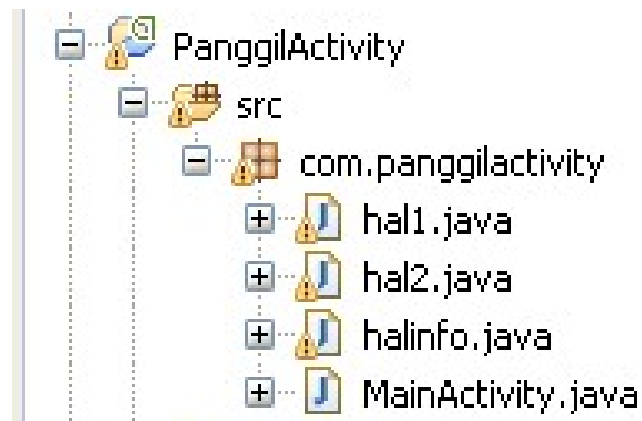 PanggilActivity
src
com.panggilactivity
hal1.java
hal2.java
halinfo.java
MainActivity.java